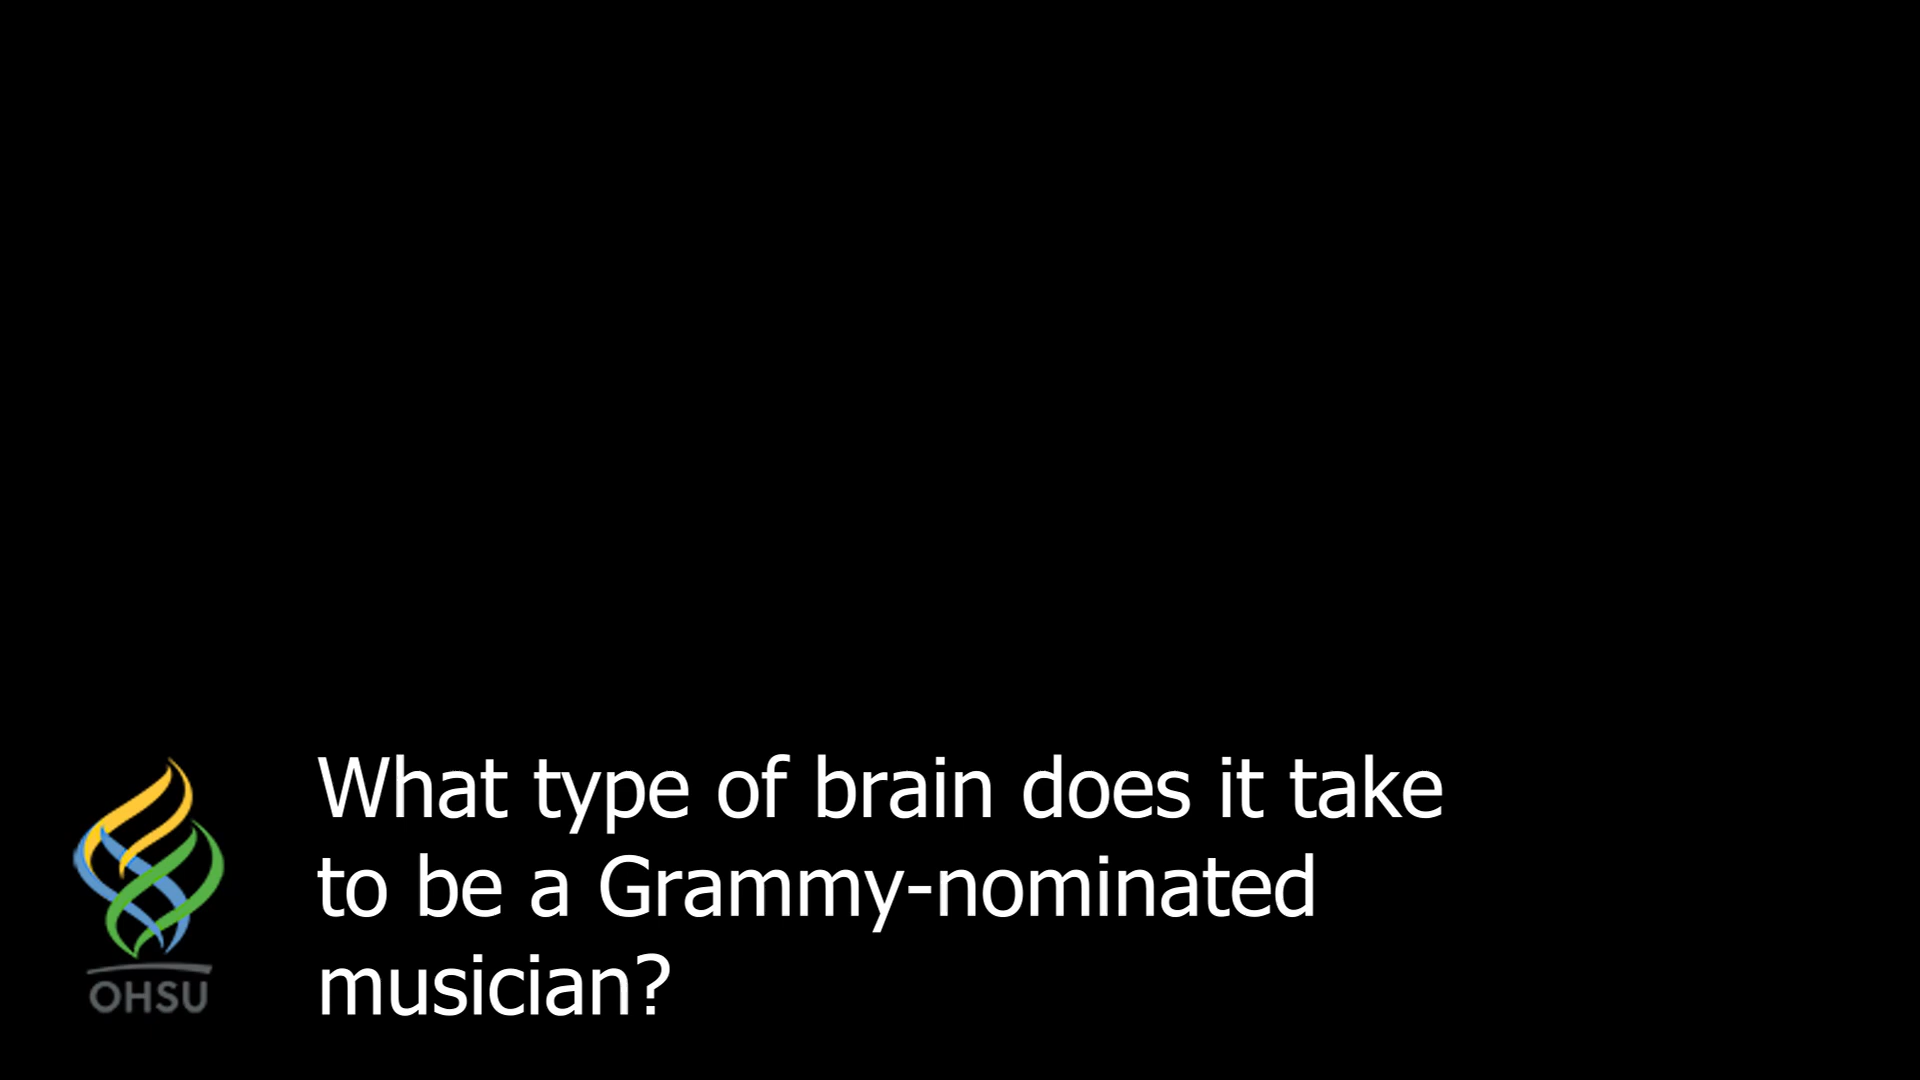 What type of brain does it take
to be a Grammy-nominated
musician?
OHSU